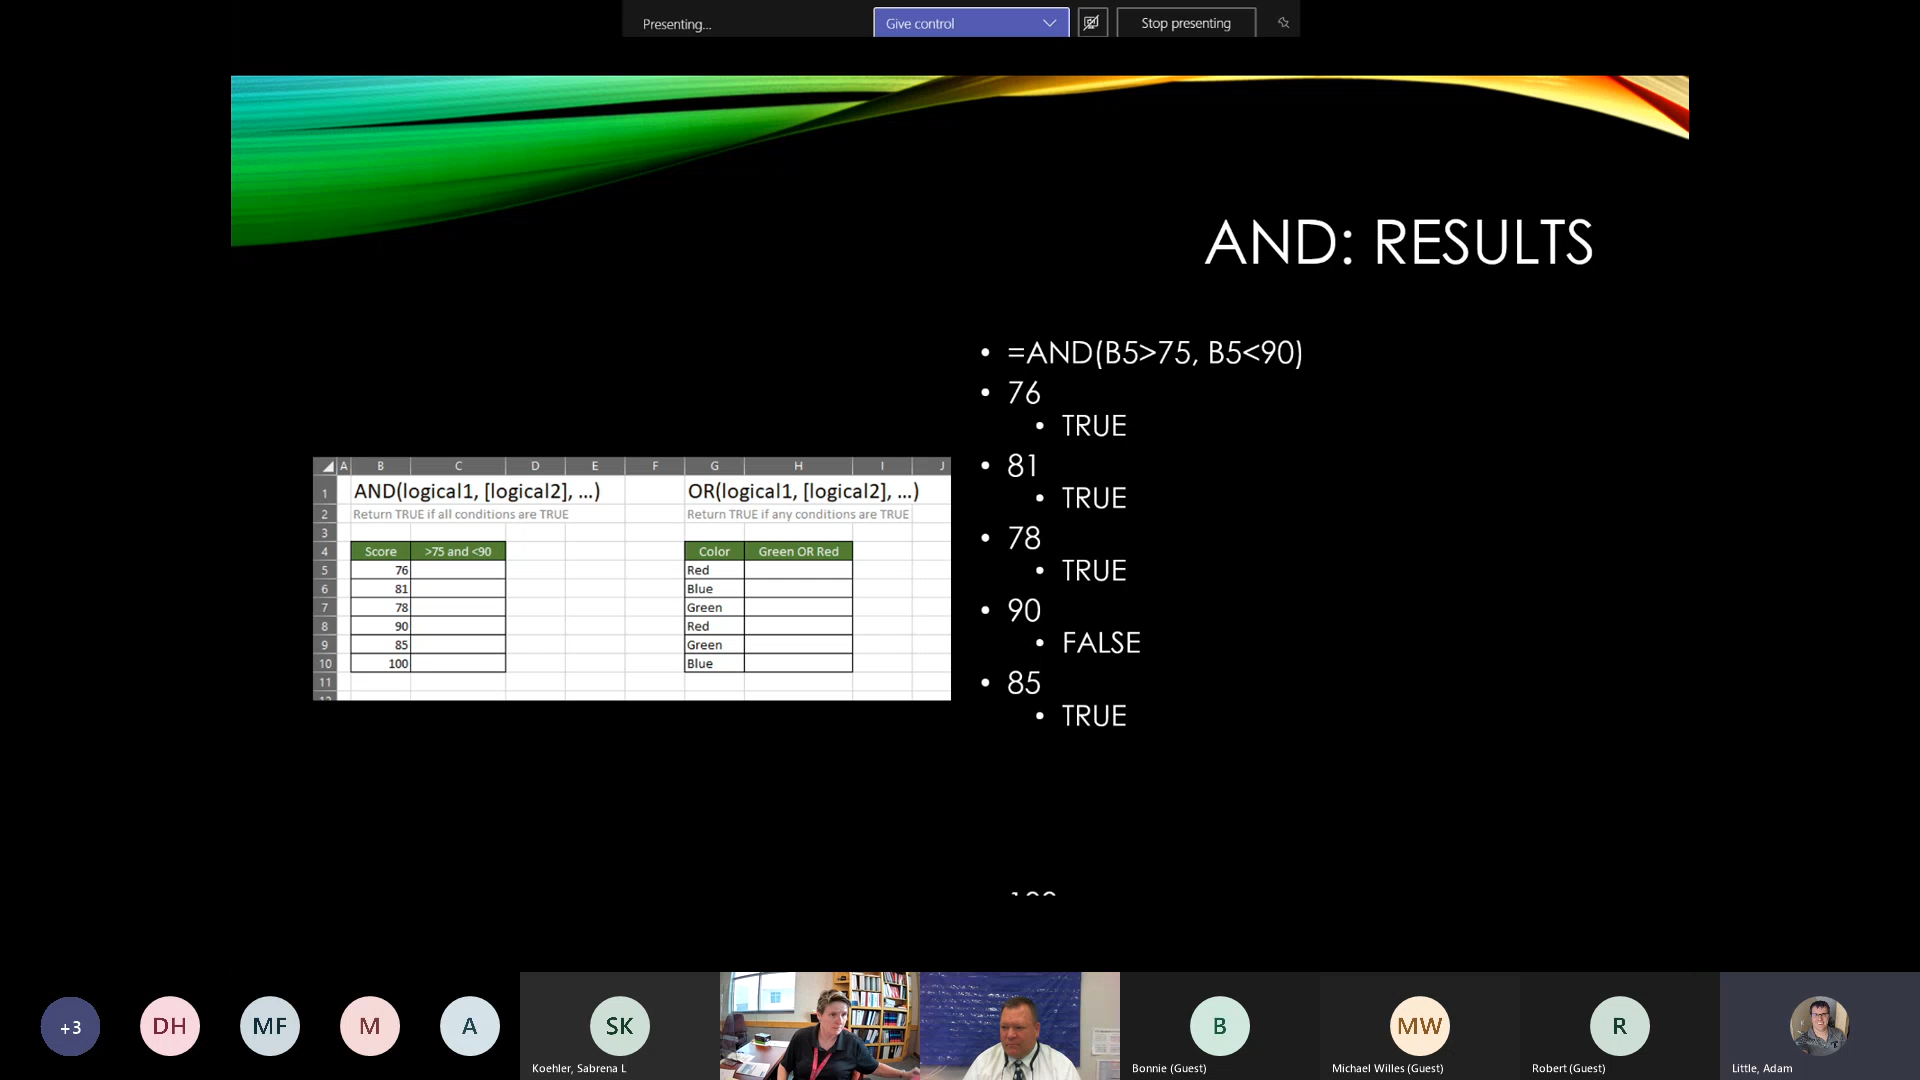 Presenting...
Give control
Stop presenting
AND: RESULTS
• =AND(B5>75, B5<90)
• 76
• TRUE
• 81
• TRUE
• 78
• TRUE
• 90
• FALSE
• 85
• TRUE
A B C D E F G H I J
1 AND(logical1, [logical2], ...) OR(logical1, [logical2], ...)
2 Return TRUE if all conditions are TRUE Return TRUE if any conditions are TRUE
3
4 Score >75 and <90 Color Green OR Red
5 76 Red
6 81 Blue
7 78 Green
8 90 Red
9 85 Green
10 100 Blue
11
+3
DH
MF
M
A
SK
B
MW
R
Koehler, Sabrena L
Bonnie (Guest)
Michael Willes (Guest)
Robert (Guest)
Little, Adam